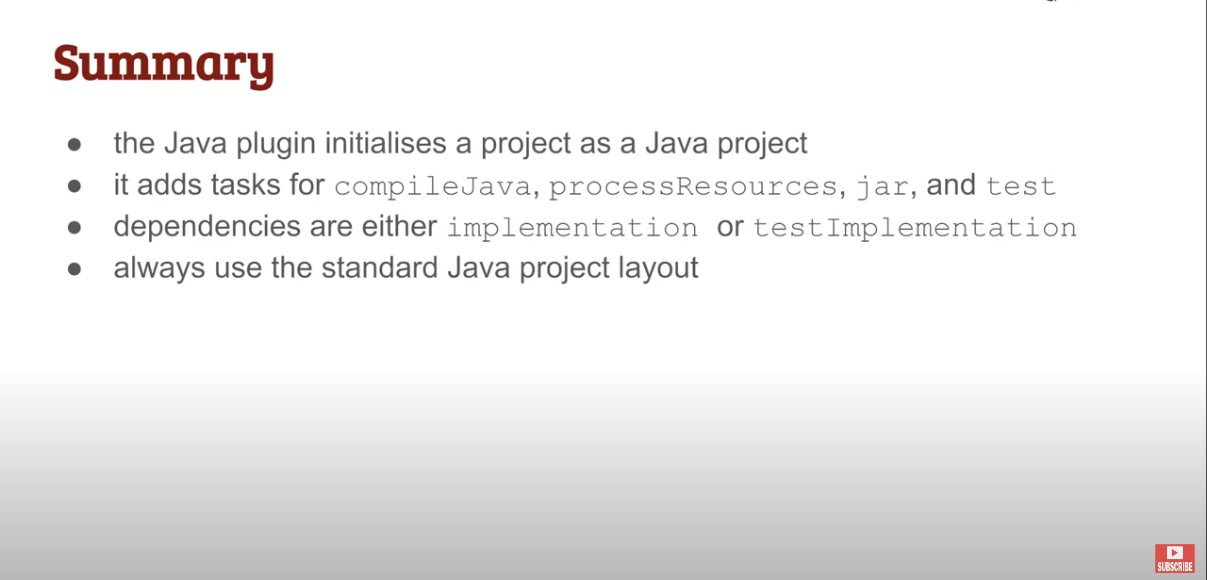 Summary
● the Java plugin initialises a project as a Java project
● it adds tasks for compileJava, processResources, jar, and test
● dependencies are either implementation or testImplementation
● always use the standard Java project layout
SUBSCRIBE